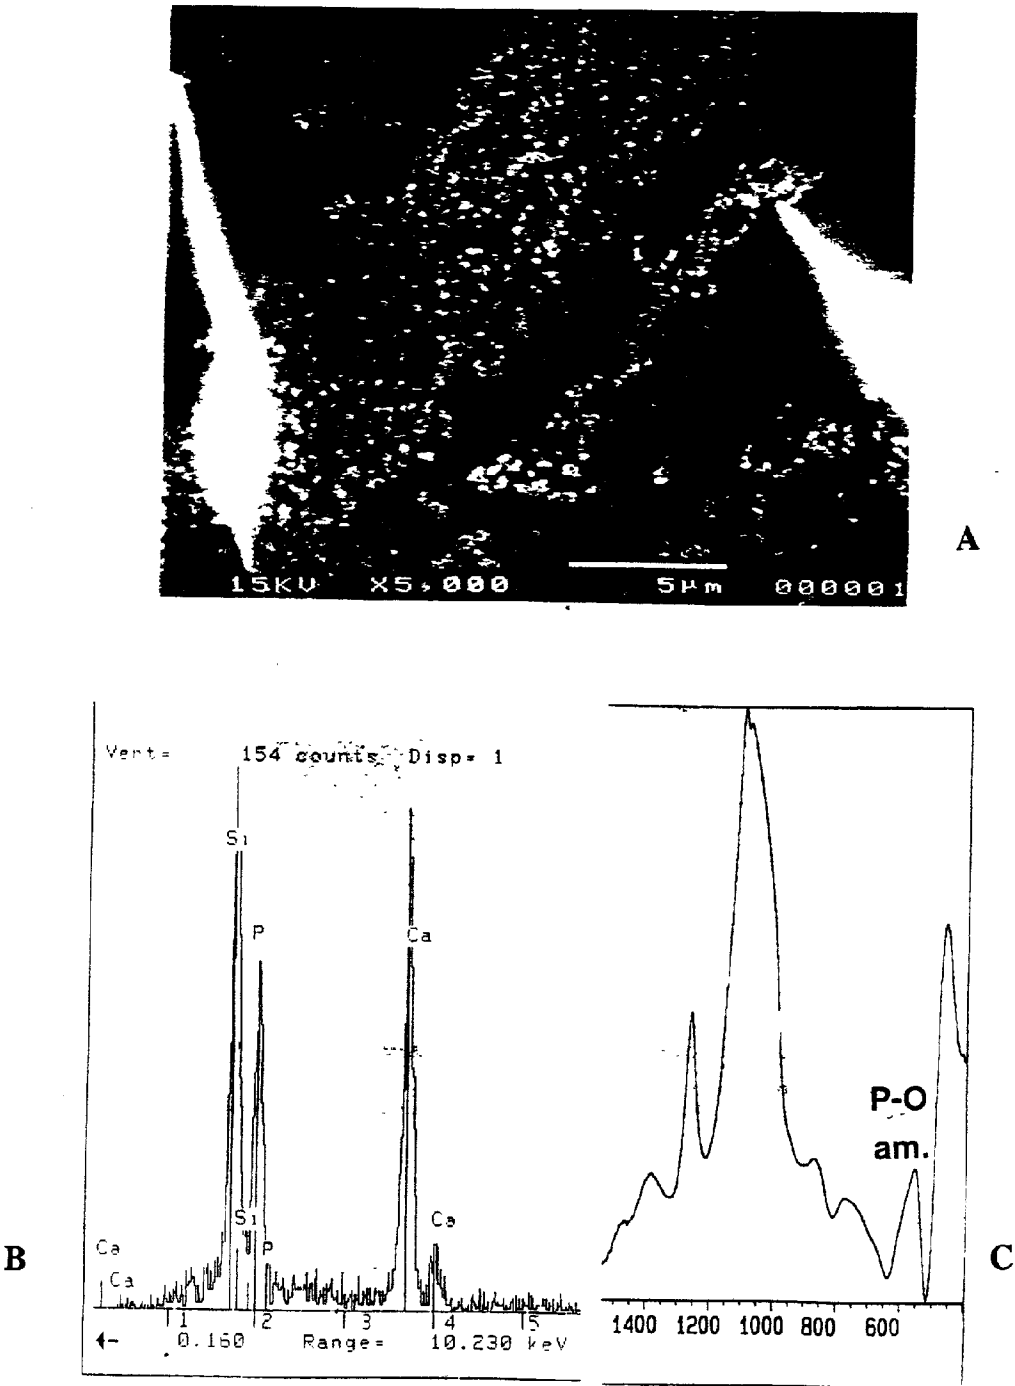 15KV X5,000 5µm 000001
A
Vert= 154 counts Disp= 1
Si
P
Ca
Ca
Si
P
Ca
Ca
1 2 3 4 5
← 0.160 Range= 10.230 keV
B
P-O
am.
1400 1200 1000 800 600
C